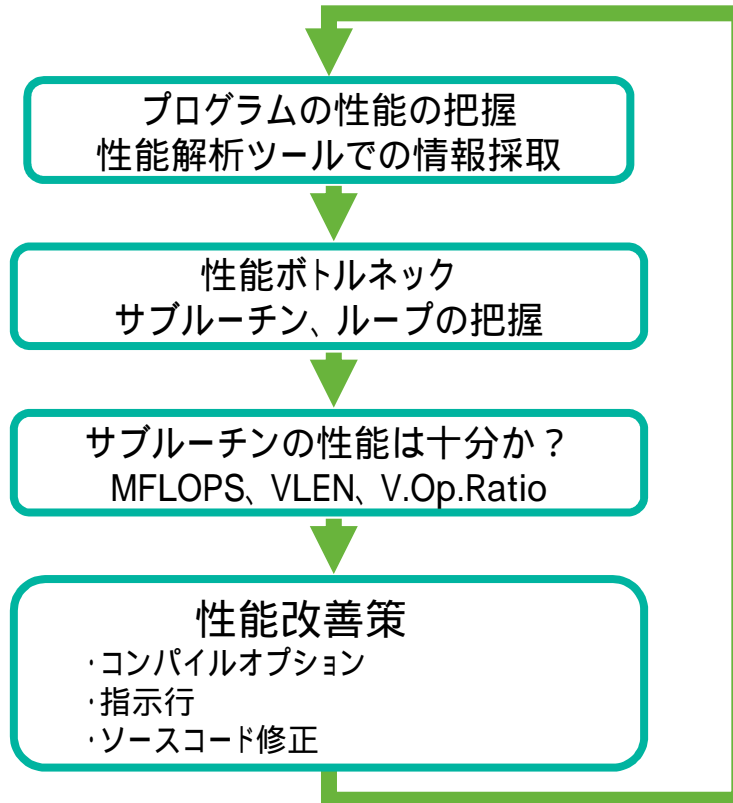 プログラムの性能の把握
性能解析ツールでの情報採取
性能ボトルネック
サブルーチン、ループの把握
サブルーチンの性能は十分か？
MFLOPS、VLEN、V.Op.Ratio
性能改善策
・コンパイルオプション
・指示行
・ソースコード修正